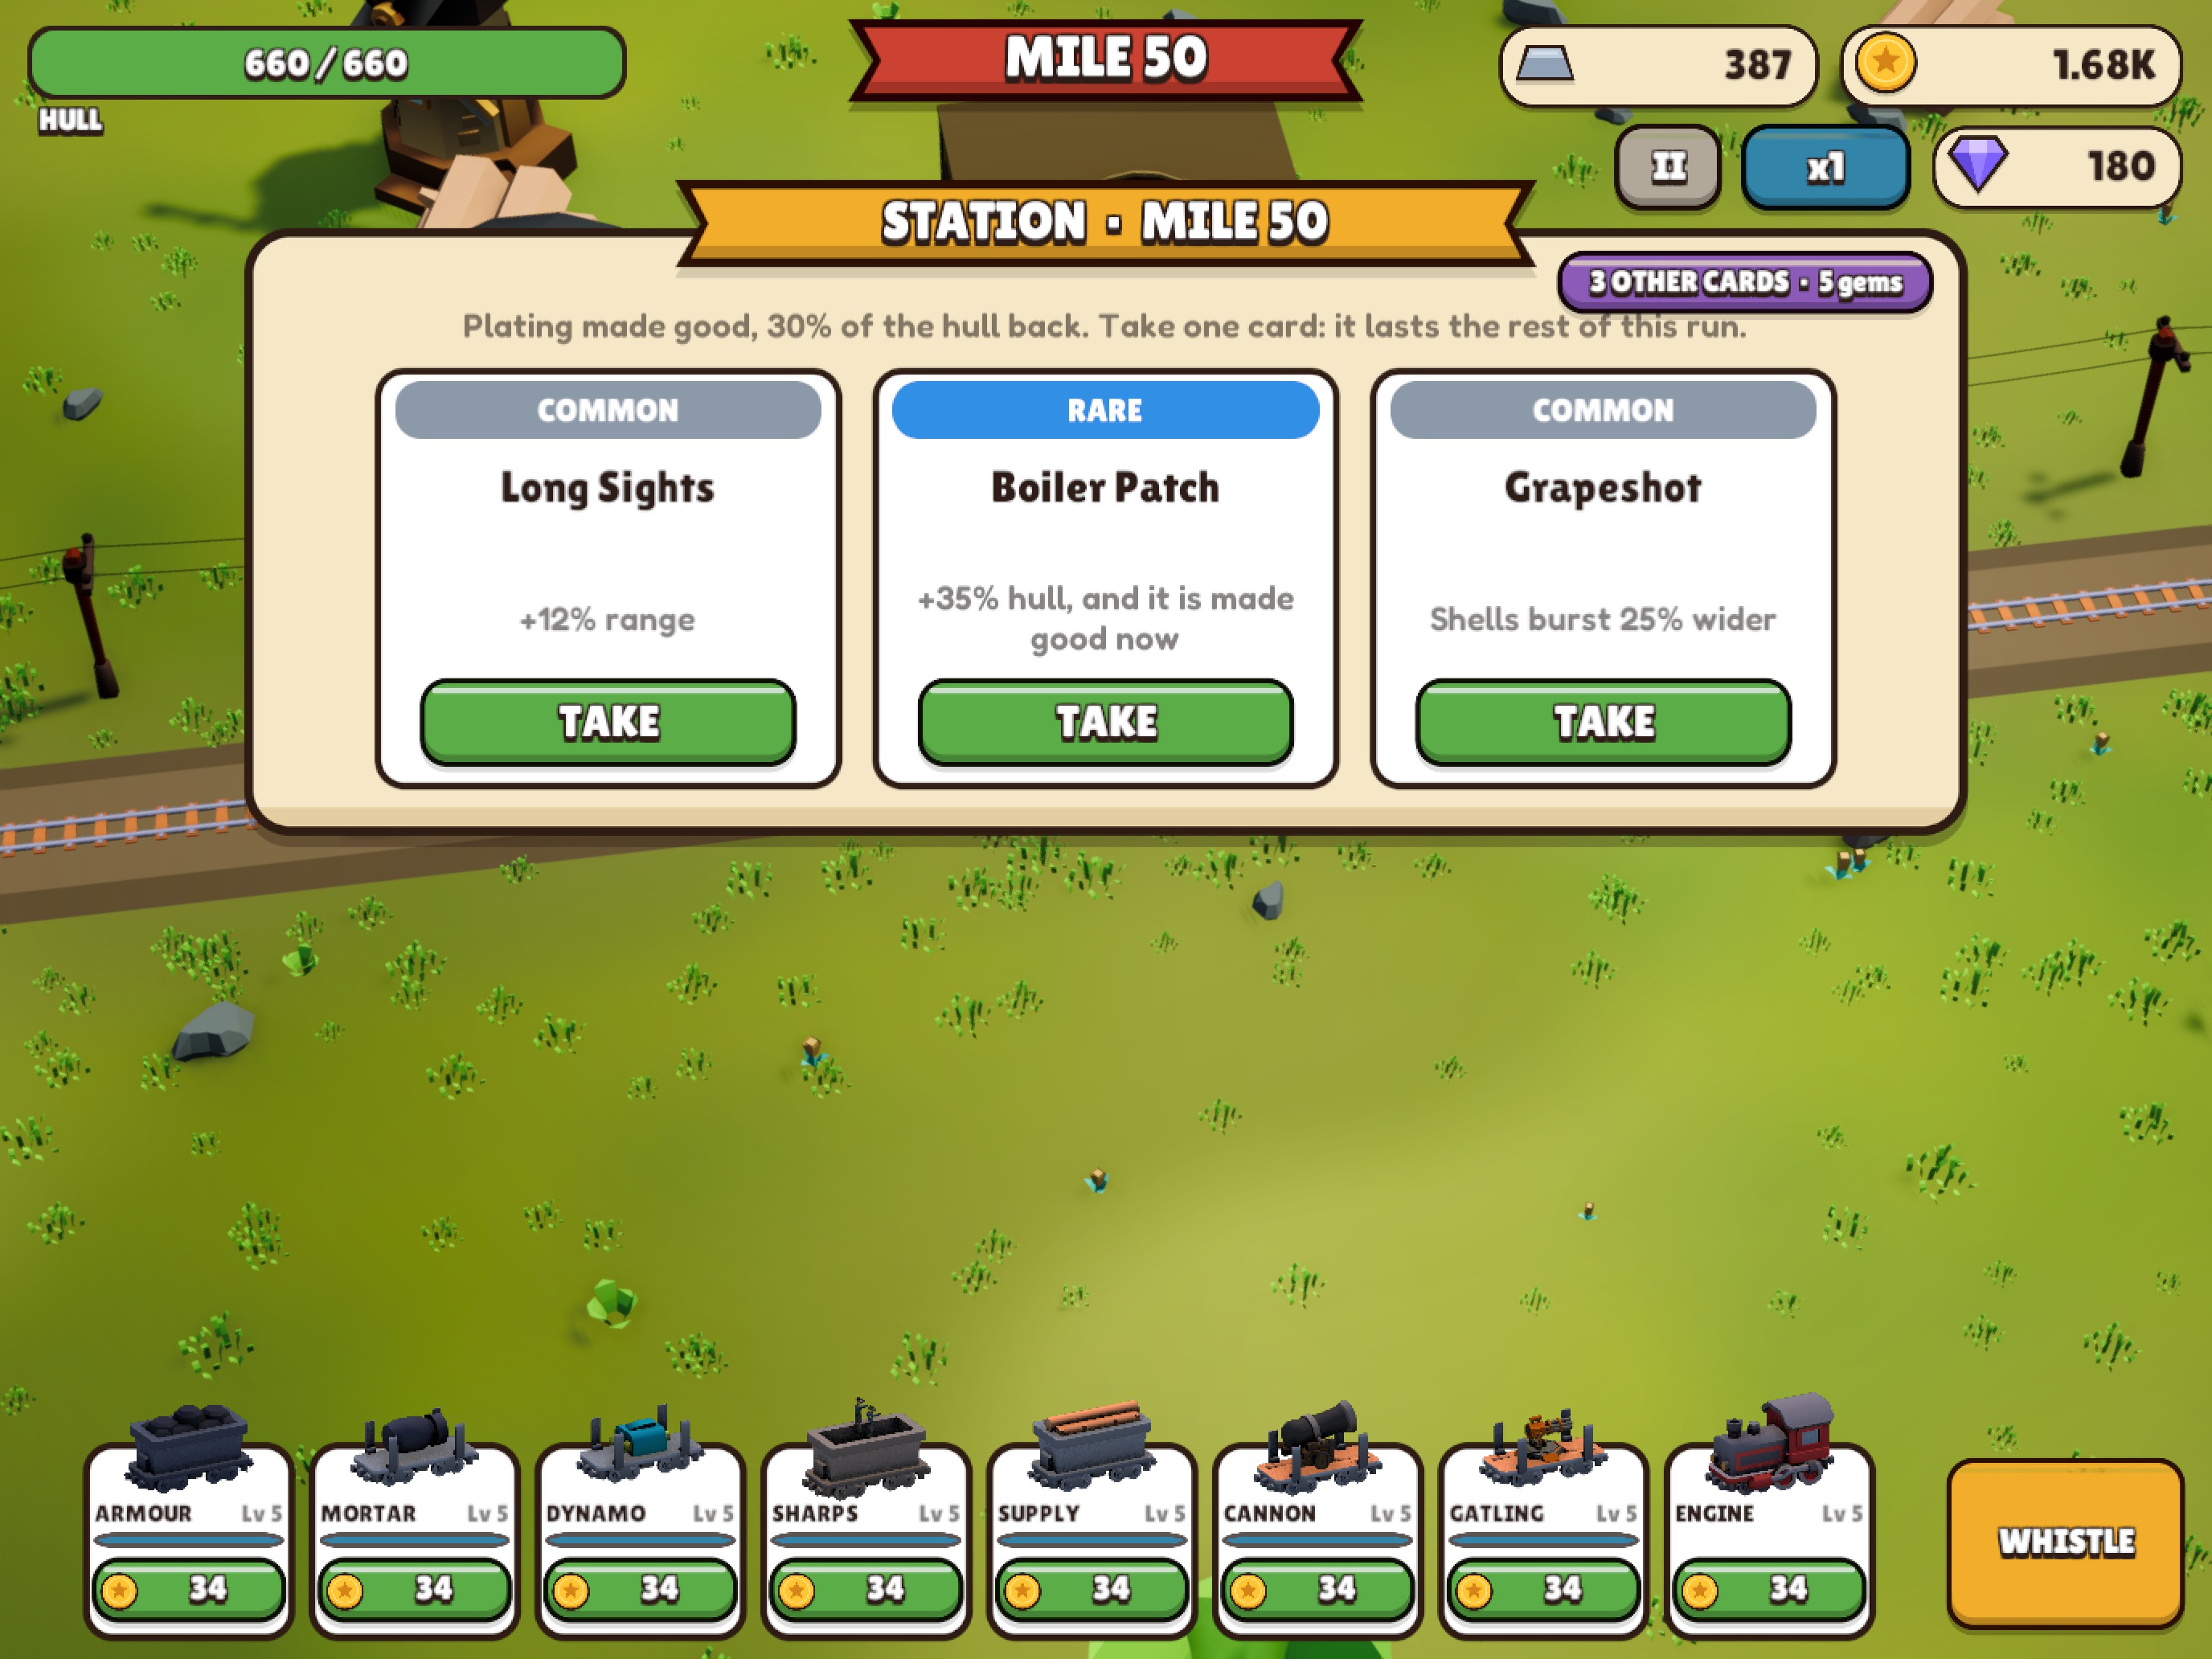 660 / 660
HULL
MILE 50
387
1.68K
II
x1
180
STATION · MILE 50
3 OTHER CARDS · 5 gems
Plating made good, 30% of the hull back. Take one card: it lasts the rest of this run.
COMMON
Long Sights
+12% range
TAKE
RARE
Boiler Patch
+35% hull, and it is made
good now
TAKE
COMMON
Grapeshot
Shells burst 25% wider
TAKE
ARMOUR Lv 5
34
MORTAR Lv 5
34
DYNAMO Lv 5
34
SHARPS Lv 5
34
SUPPLY Lv 5
34
CANNON Lv 5
34
GATLING Lv 5
34
ENGINE Lv 5
34
WHISTLE